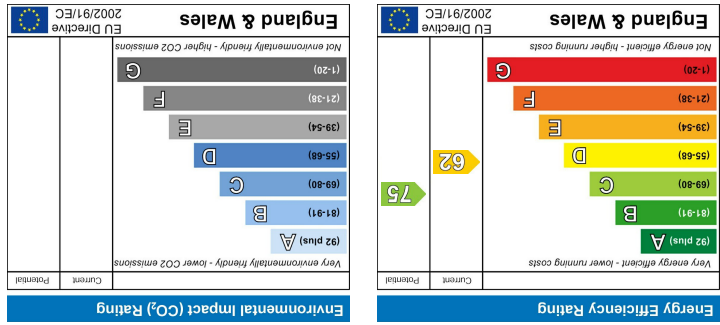 Energy Efficiency Rating
Current
Potential
Very energy efficient - lower running costs
(92 plus) A
(81-91) B
(69-80) C
(55-68) D
(39-54) E
(21-38) F
(1-20) G
62
75
Not energy efficient - higher running costs
England & Wales
EU Directive
2002/91/EC
Environmental Impact (CO₂) Rating
Current
Potential
Very environmentally friendly - lower CO2 emissions
(92 plus) A
(81-91) B
(69-80) C
(55-68) D
(39-54) E
(21-38) F
(1-20) G
Not environmentally friendly - higher CO2 emissions
England & Wales
EU Directive
2002/91/EC